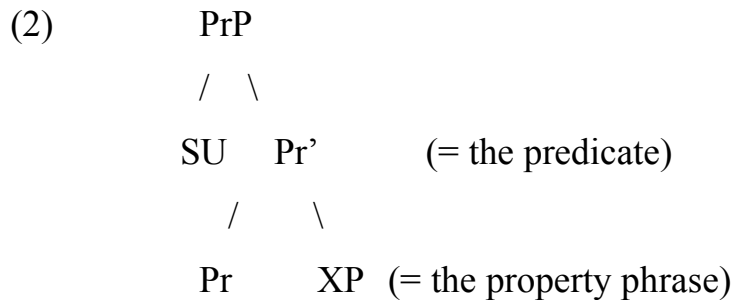 (2) PrP
/ \
SU Pr’ (= the predicate)
/ \
Pr XP (= the property phrase)